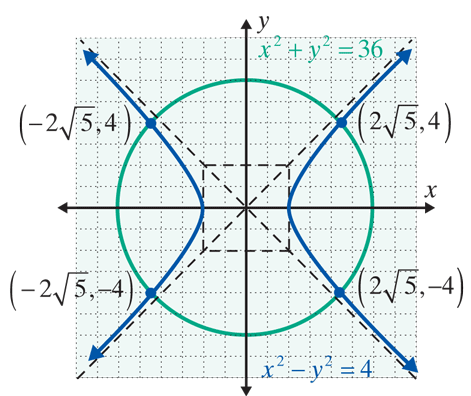 y
x² + y² = 36
(−2√5, 4)
(2√5, 4)
x
(−2√5, −4)
(2√5, −4)
x² − y² = 4